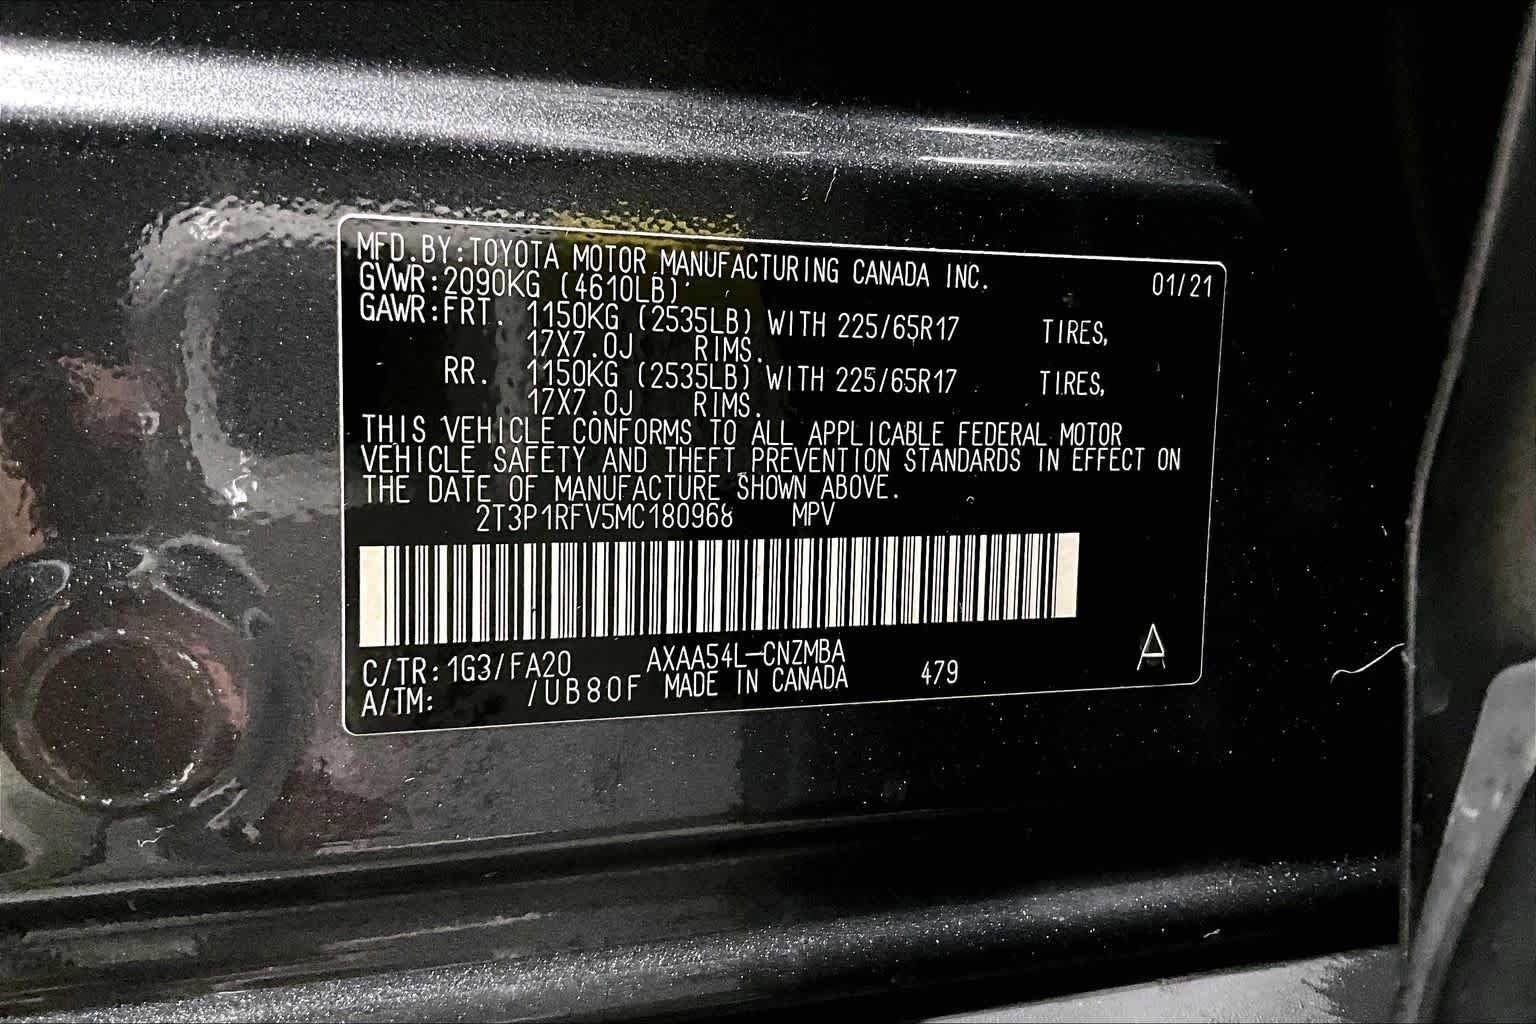 MFD.BY:TOYOTA MOTOR MANUFACTURING CANADA INC. 01/21
GVWR:2090KG (4610LB)
GAWR:FRT. 1150KG (2535LB) WITH 225/65R17 TIRES,
17X7.0J RIMS.
RR. 1150KG (2535LB) WITH 225/65R17 TIRES,
17X7.0J RIMS.
THIS VEHICLE CONFORMS TO ALL APPLICABLE FEDERAL MOTOR
VEHICLE SAFETY AND THEFT PREVENTION STANDARDS IN EFFECT ON
THE DATE OF MANUFACTURE SHOWN ABOVE.
2T3P1RFV5MC180968 MPV
C/TR:1G3/FA20 AXAA54L-CNZMBA 479 A
A/TM: /UB80F MADE IN CANADA